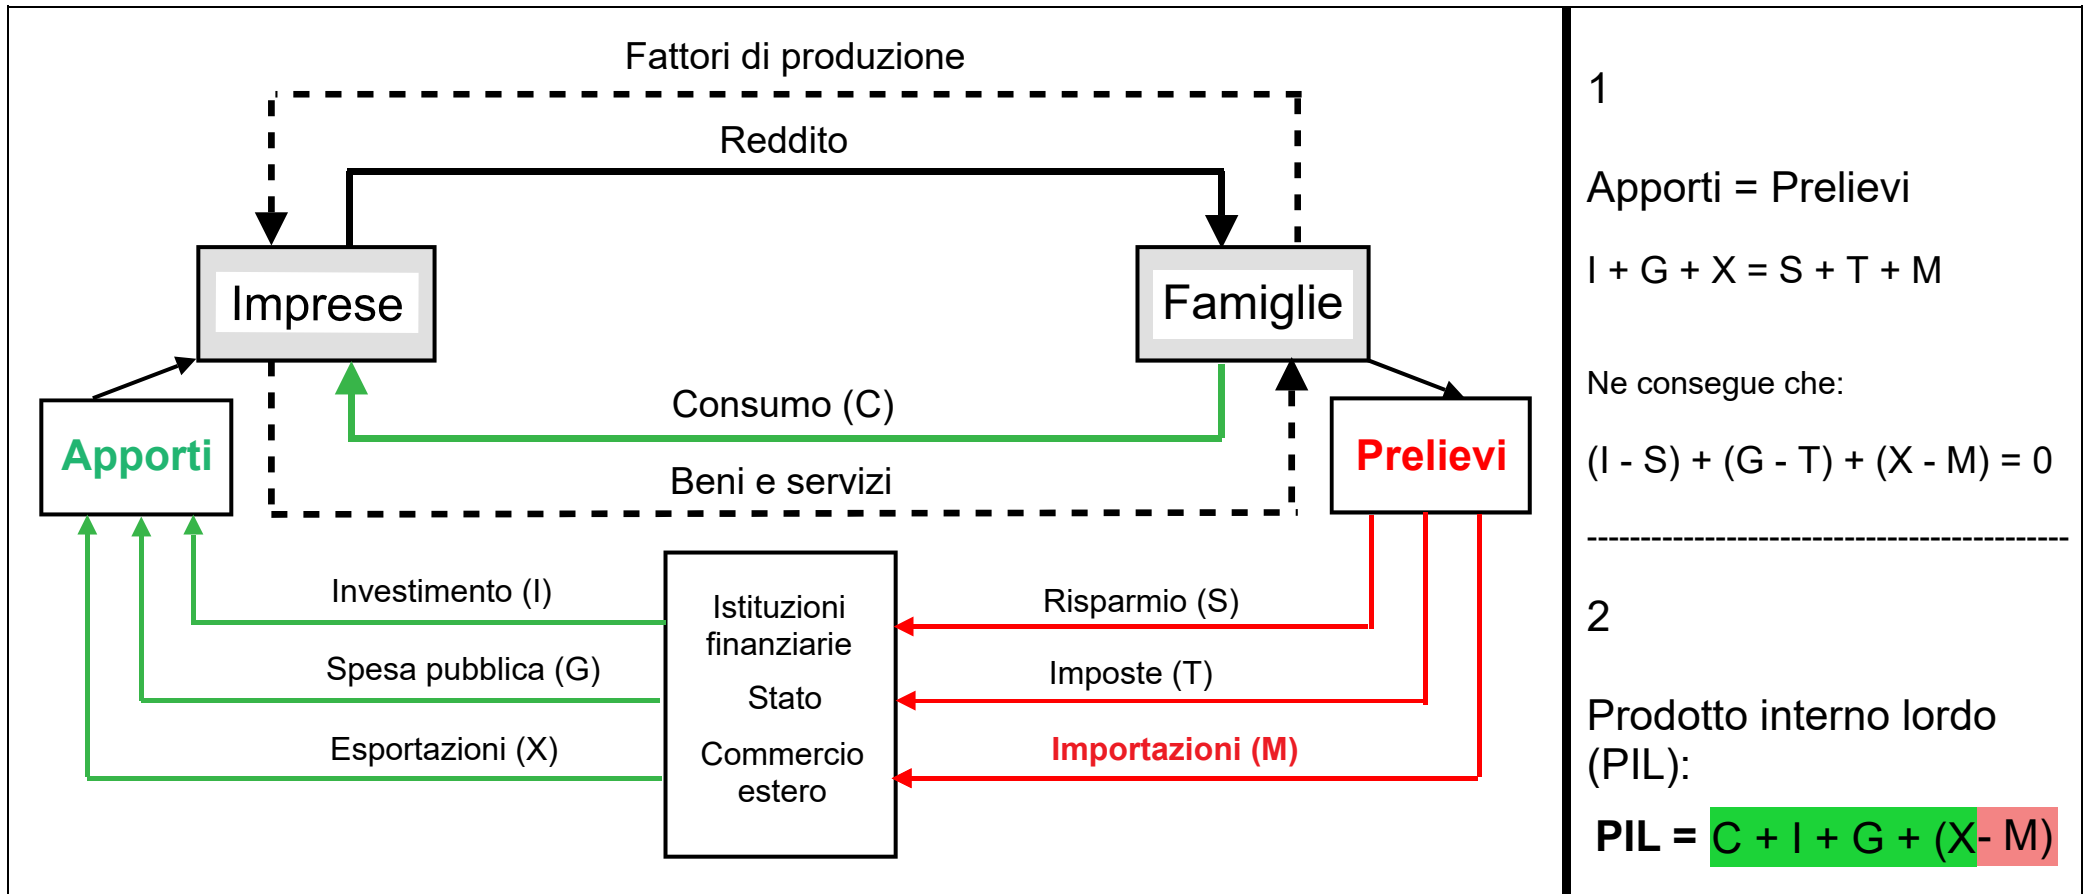 Fattori di produzione
Reddito
Imprese
Famiglie
Consumo (C)
Apporti
Prelievi
Beni e servizi
Investimento (I)
Spesa pubblica (G)
Esportazioni (X)
Istituzioni
finanziarie
Stato
Commercio
estero
Risparmio (S)
Imposte (T)
Importazioni (M)
1
Apporti = Prelievi
I + G + X = S + T + M
Ne consegue che:
(I - S) + (G - T) + (X - M) = 0
---------------------------------------------
2
Prodotto interno lordo
(PIL):
PIL = C + I + G + (X- M)